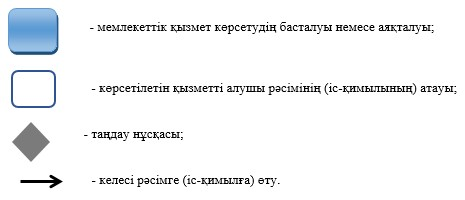 - мемлекеттік қызмет көрсетудің басталуы немесе аяқталуы;
- көрсетілетін қызметті алушы рәсімінің (іс-қимылының) атауы;
- таңдау нұсқасы;
- келесі рәсімге (іс-қимылға) өту.